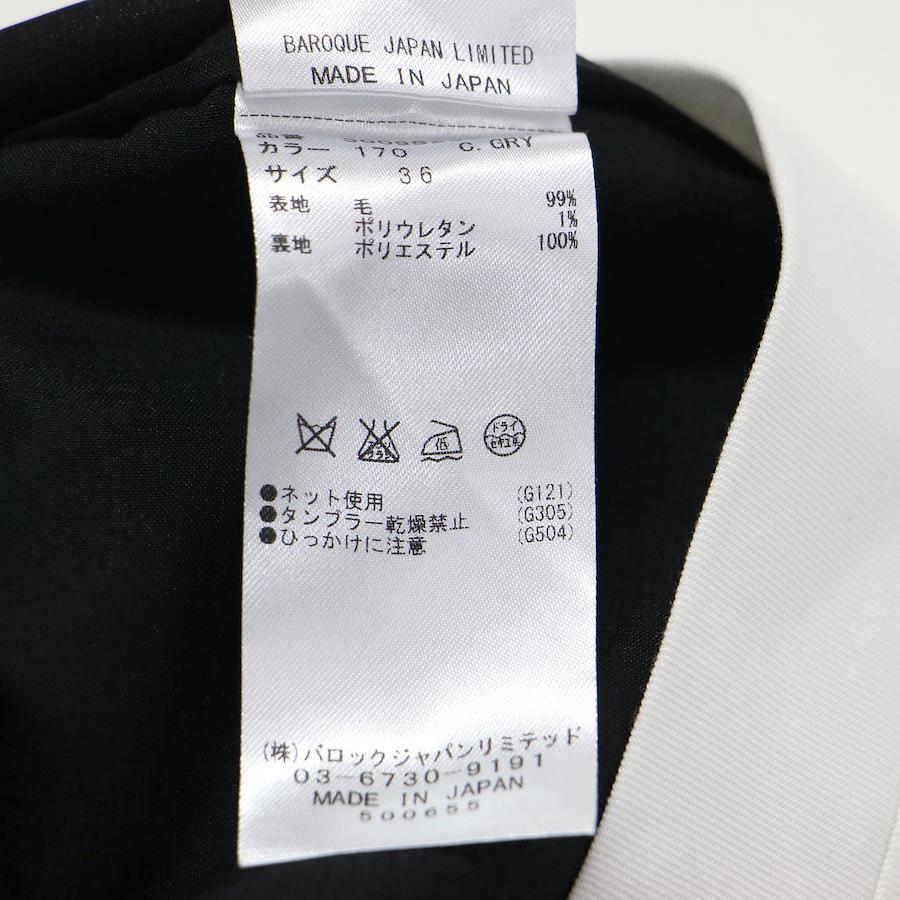 BAROQUE JAPAN LIMITED
MADE IN JAPAN
カラー 170 C.GRY
サイズ 36
表地 毛 99%
ポリウレタン 1%
裏地 ポリエステル 100%
低 ドライ
●ネット使用 (G121)
●タンブラー乾燥禁止 (G305)
●ひっかけに注意 (G504)
(株)バロックジャパンリミテッド
03-6730-9191
MADE IN JAPAN
500655